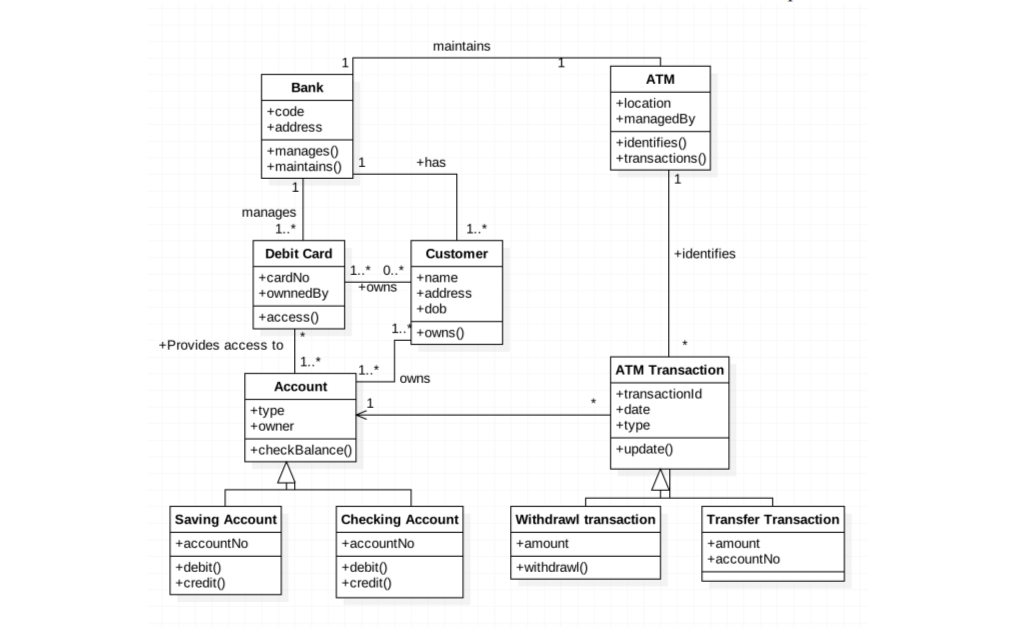 maintains
1
1
Bank
+code
+address
+manages()
+maintains()
ATM
+location
+managedBy
+identifies()
+transactions()
1
+has
1
1
manages
1..*
1..*
+identifies
Debit Card
+cardNo
+ownnedBy
+access()
1..*
0..*
+owns
Customer
+name
+address
+dob
+owns()
*
+Provides access to
1..*
1..*
1..*
owns
*
Account
+type
+owner
+checkBalance()
1
*
ATM Transaction
+transactionId
+date
+type
+update()
Saving Account
+accountNo
+debit()
+credit()
Checking Account
+accountNo
+debit()
+credit()
Withdrawl transaction
+amount
+withdrawl()
Transfer Transaction
+amount
+accountNo